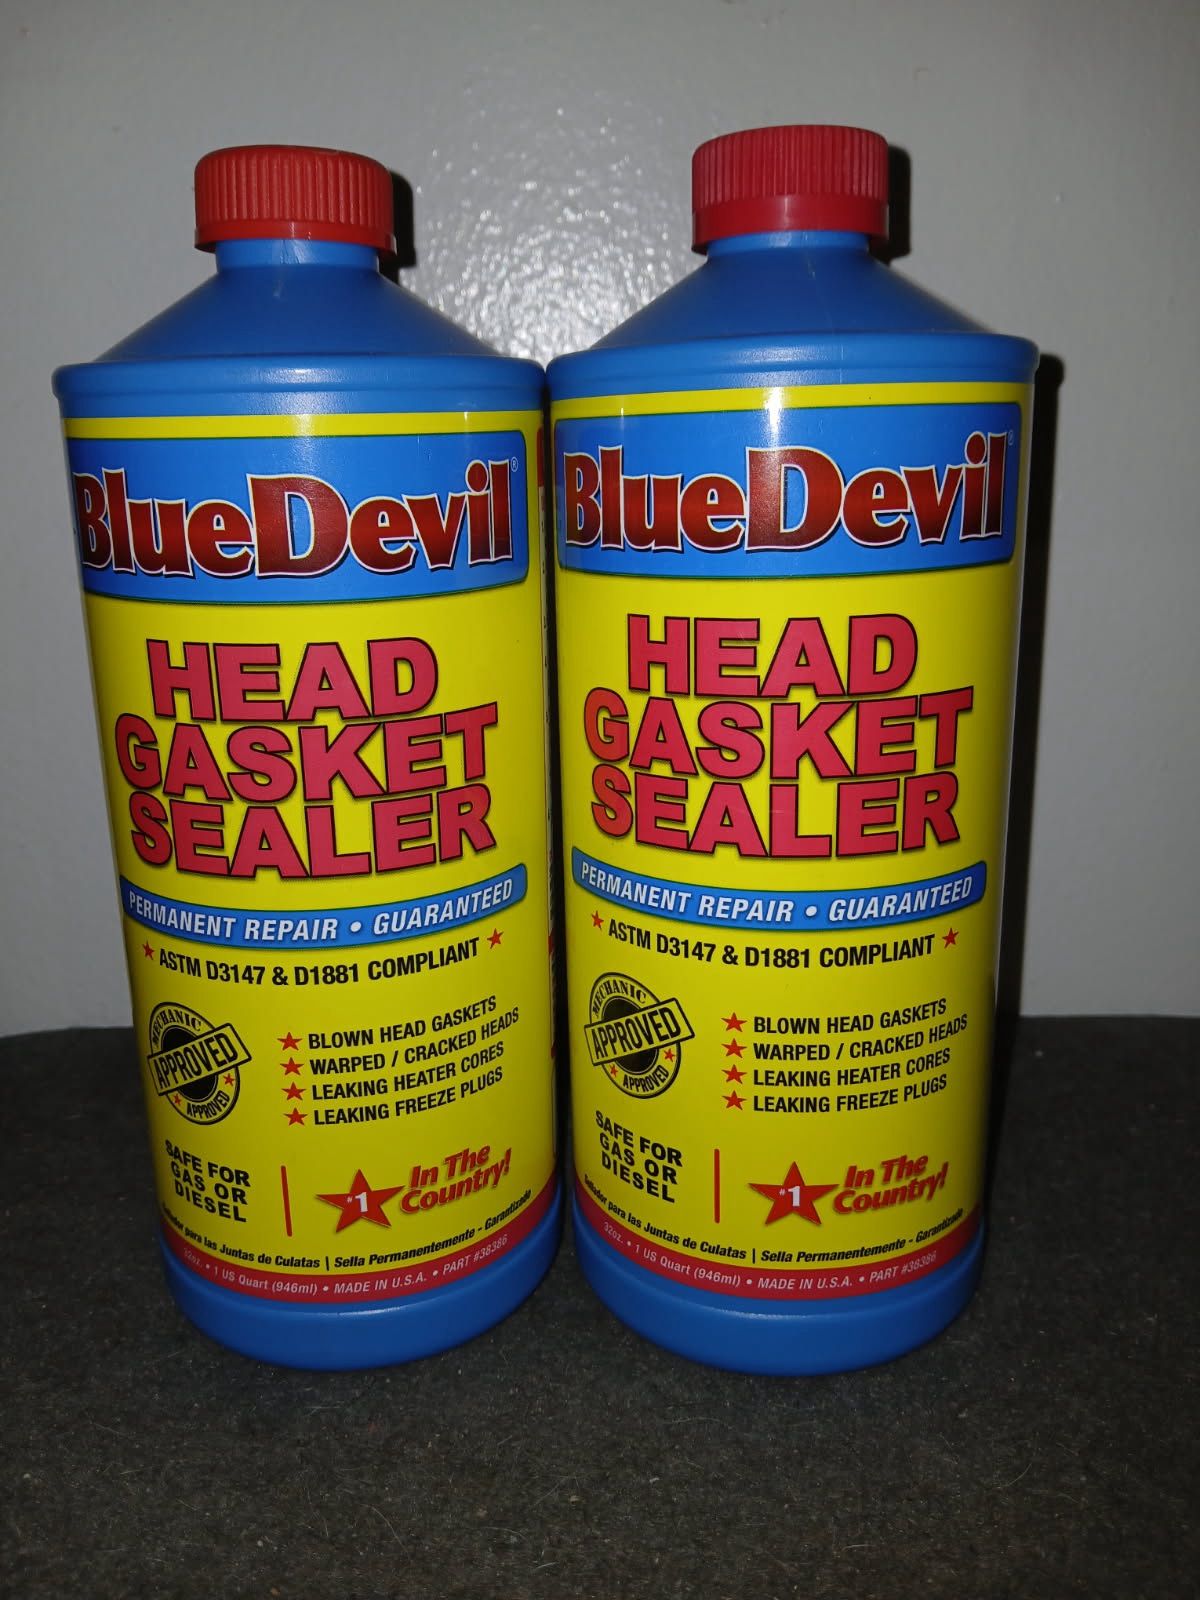 BlueDevil®
HEAD
GASKET
SEALER
PERMANENT REPAIR • GUARANTEED
★ ASTM D3147 & D1881 COMPLIANT ★
MECHANIC
APPROVED
APPROVED
★ BLOWN HEAD GASKETS
★ WARPED / CRACKED HEADS
★ LEAKING HEATER CORES
★ LEAKING FREEZE PLUGS
SAFE FOR
GAS OR
DIESEL
#1
In The
Country!
Sellador para las Juntas de Culatas | Sella Permanentemente - Garantizado
32oz. • 1 US Quart (946ml) • MADE IN U.S.A. • PART #38386
BlueDevil®
HEAD
GASKET
SEALER
PERMANENT REPAIR • GUARANTEED
★ ASTM D3147 & D1881 COMPLIANT ★
MECHANIC
APPROVED
APPROVED
★ BLOWN HEAD GASKETS
★ WARPED / CRACKED HEADS
★ LEAKING HEATER CORES
★ LEAKING FREEZE PLUGS
SAFE FOR
GAS OR
DIESEL
#1
In The
Country!
Sellador para las Juntas de Culatas | Sella Permanentemente - Garantizado
32oz. • 1 US Quart (946ml) • MADE IN U.S.A. • PART #38386